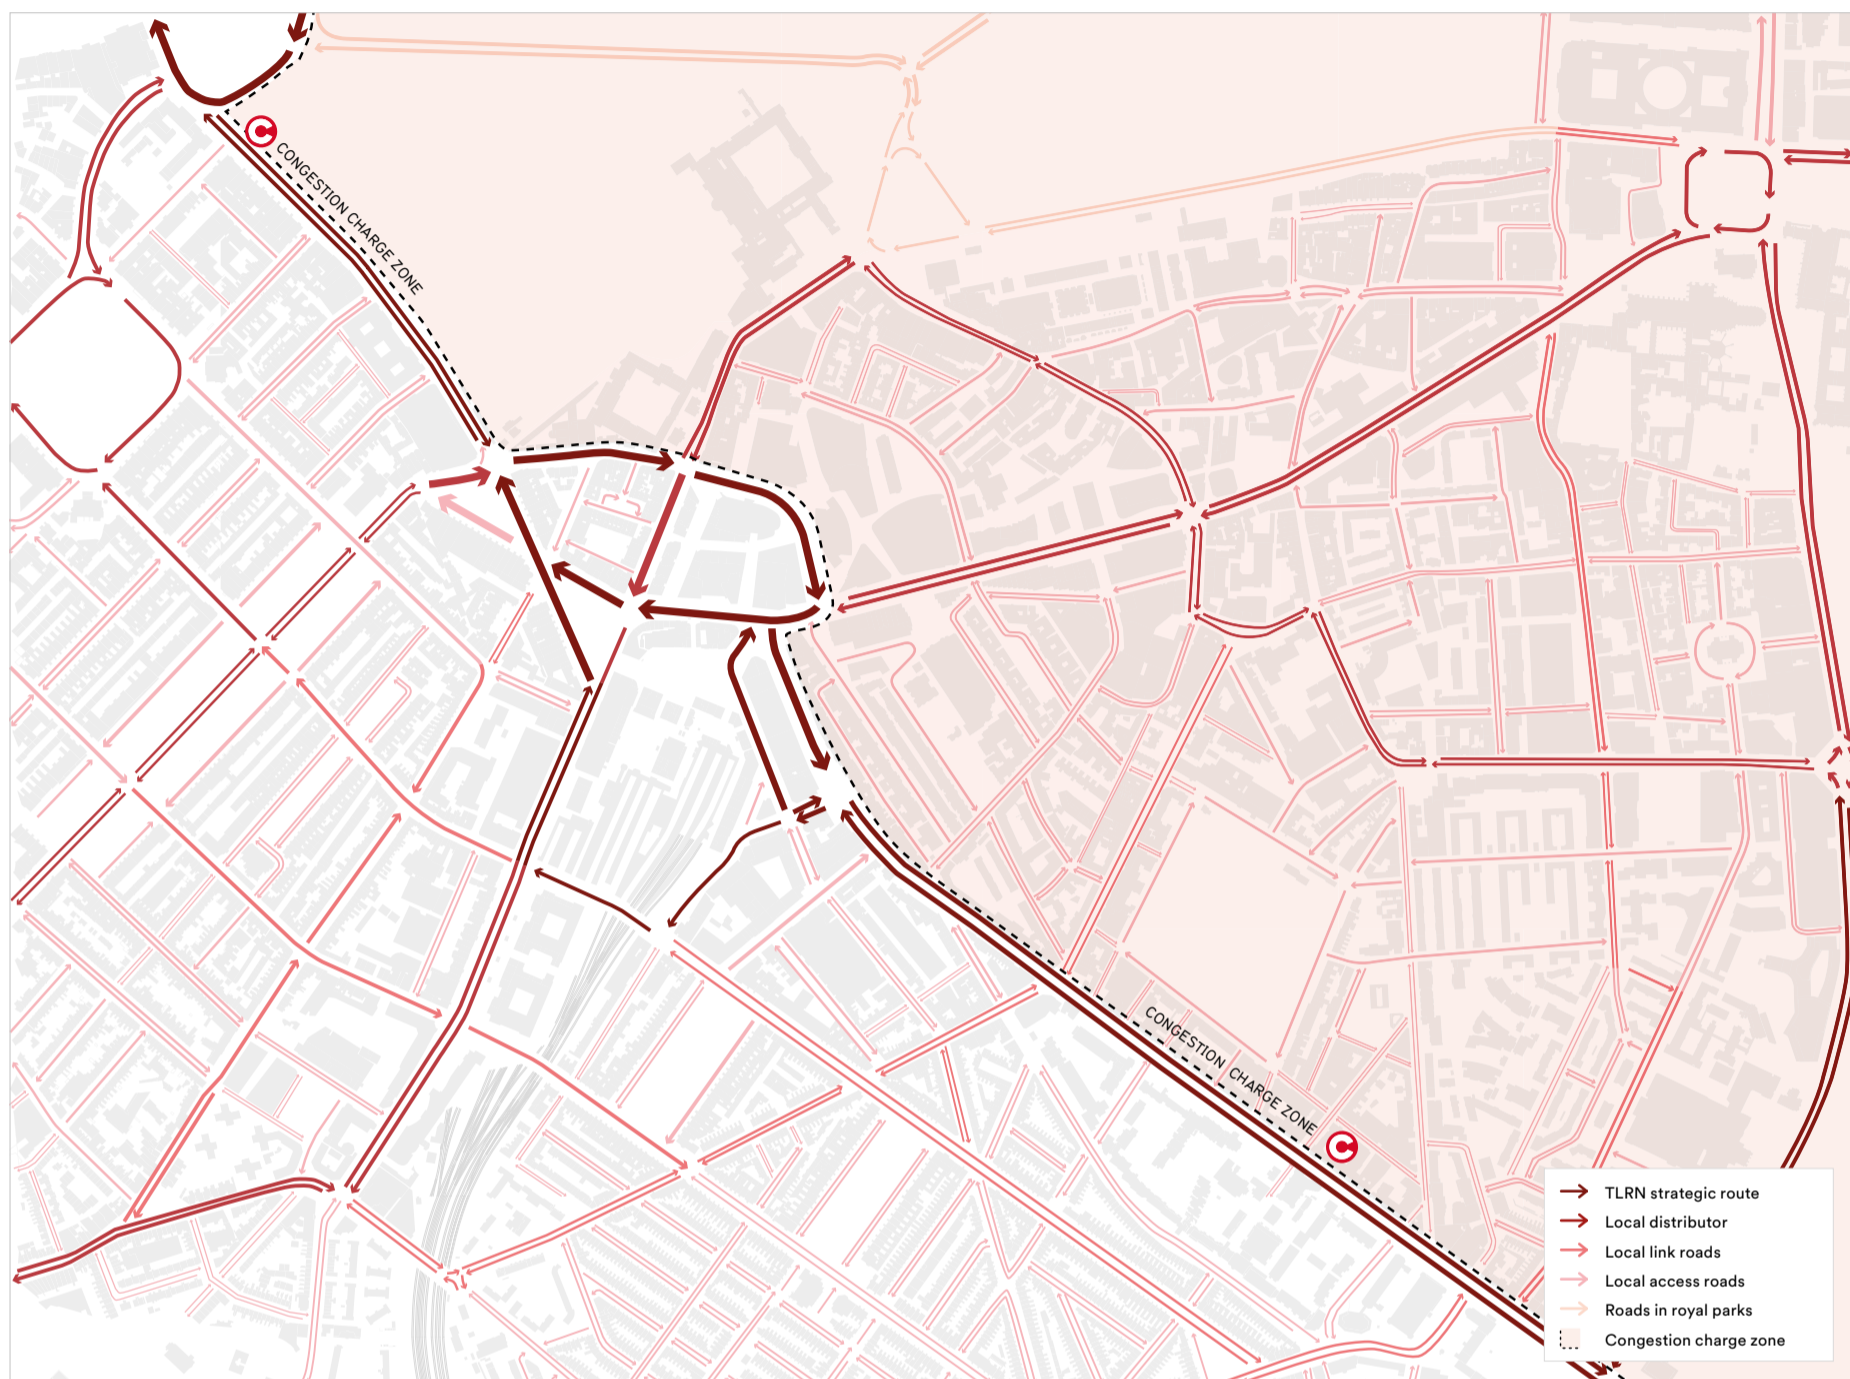 CONGESTION CHARGE ZONE
CONGESTION CHARGE ZONE
TLRN strategic route
Local distributor
Local link roads
Local access roads
Roads in royal parks
Congestion charge zone